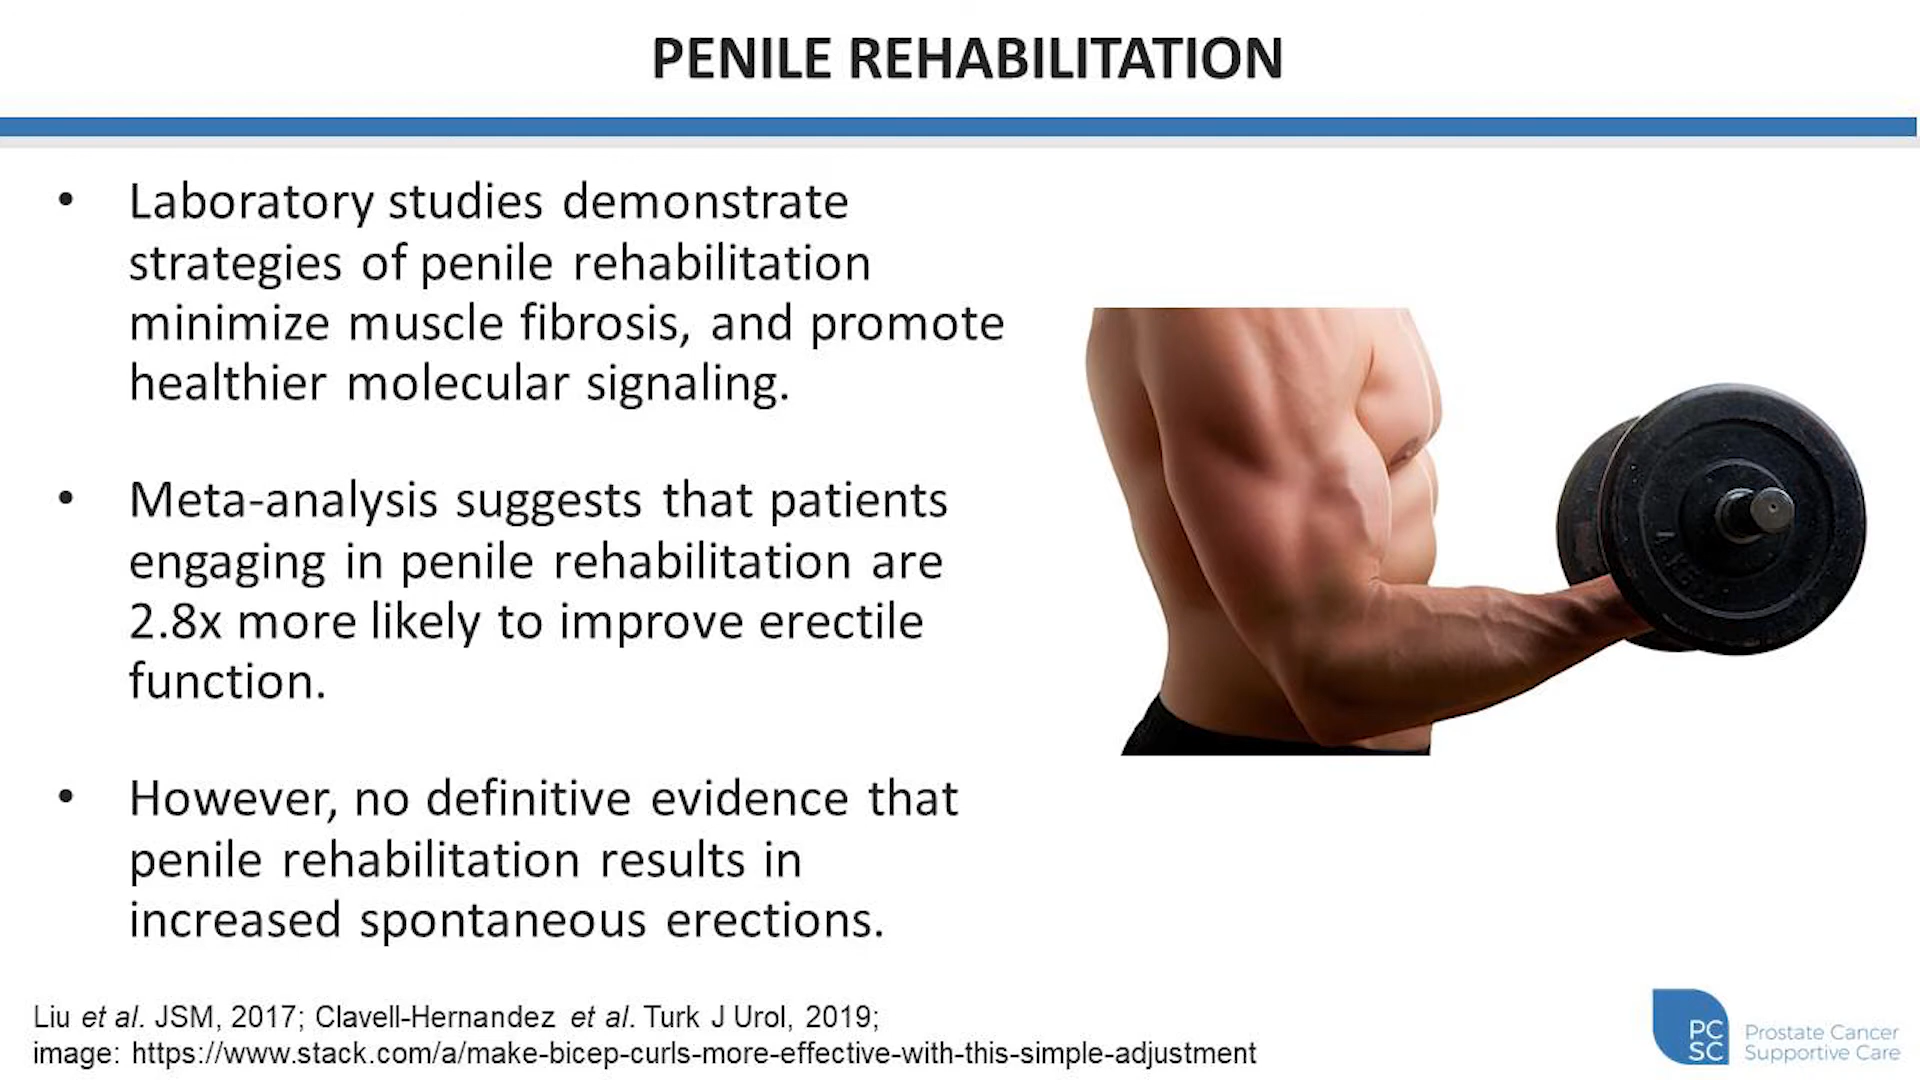 PENILE REHABILITATION
• Laboratory studies demonstrate
strategies of penile rehabilitation
minimize muscle fibrosis, and promote
healthier molecular signaling.
• Meta-analysis suggests that patients
engaging in penile rehabilitation are
2.8x more likely to improve erectile
function.
• However, no definitive evidence that
penile rehabilitation results in
increased spontaneous erections.
Liu et al. JSM, 2017; Clavell-Hernandez et al. Turk J Urol, 2019;
image: https://www.stack.com/a/make-bicep-curls-more-effective-with-this-simple-adjustment
PC
SC
Prostate Cancer
Supportive Care